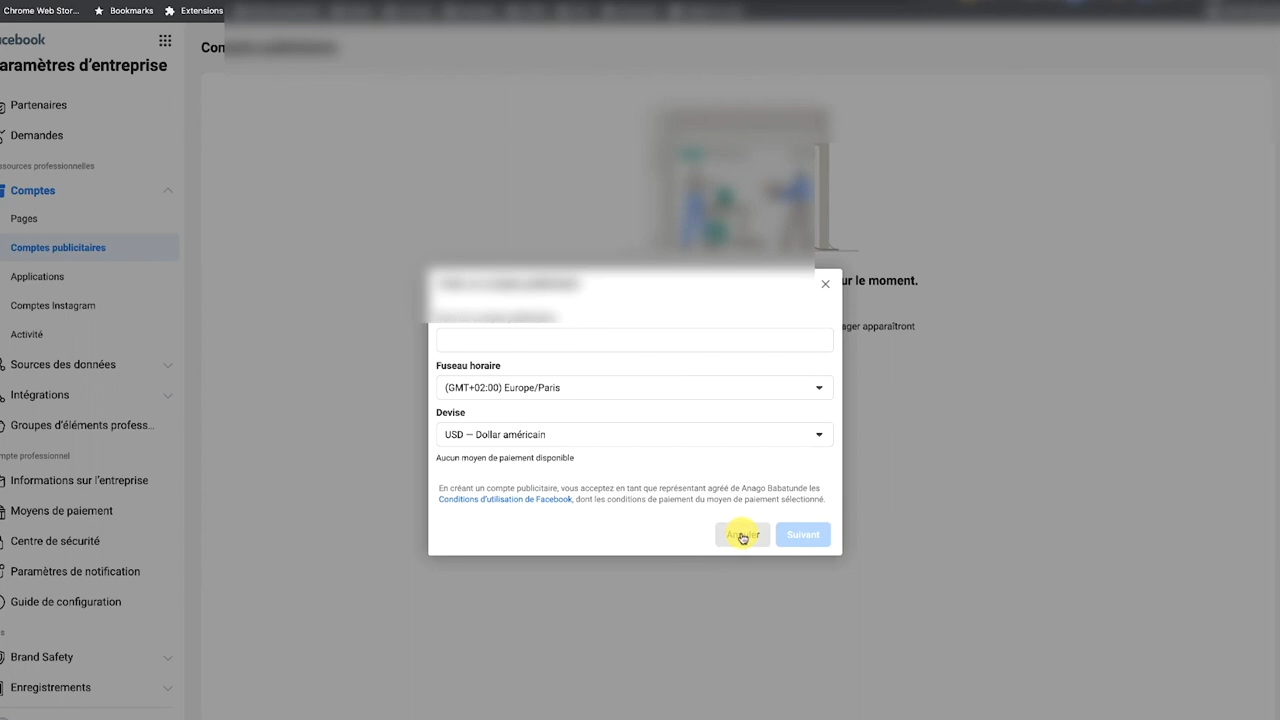 Chrome Web Stor... Bookmarks Extensions
cebook
aramètres d'entreprise
Con
Partenaires
Demandes
ssources professionnelles
Comptes
Pages
Comptes publicitaires
Applications
Comptes Instagram
Activité
Sources des données
Intégrations
Groupes d'éléments profess...
mpte professionnel
Informations sur l'entreprise
Moyens de paiement
Centre de sécurité
Paramètres de notification
Guide de configuration
s
Brand Safety
Enregistrements
ur le moment.
ager apparaîtront
Fuseau horaire
(GMT+02:00) Europe/Paris
Devise
USD — Dollar américain
Aucun moyen de paiement disponible
En créant un compte publicitaire, vous acceptez en tant que représentant agréé de Anago Babatunde les
Conditions d'utilisation de Facebook, dont les conditions de paiement du moyen de paiement sélectionné.
Annuler Suivant